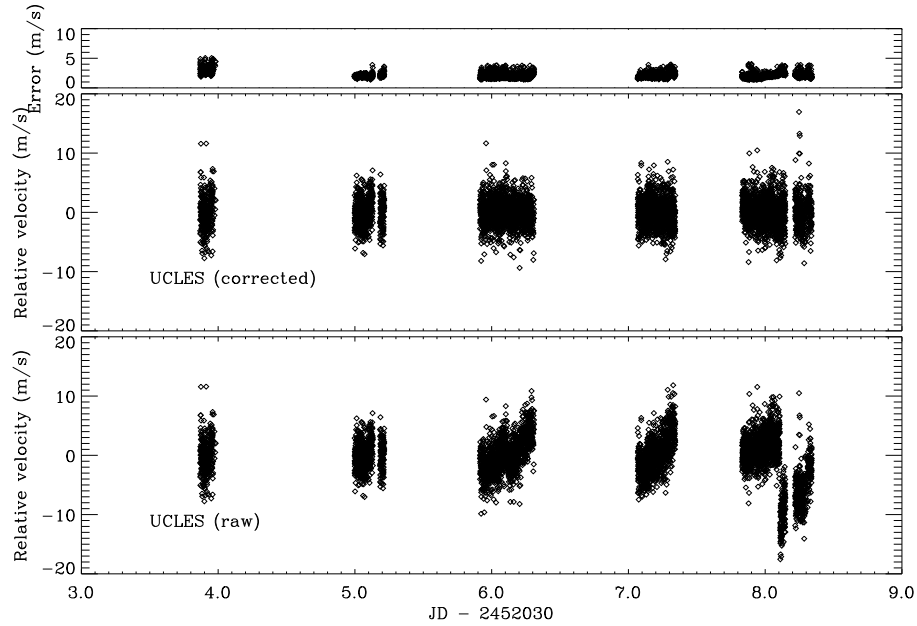 Error (m/s)
10
5
0
Relative velocity (m/s)
20
10
0
−10
−20
UCLES (corrected)
Relative velocity (m/s)
20
10
0
−10
−20
UCLES (raw)
3.0 4.0 5.0 6.0 7.0 8.0 9.0
JD − 2452030